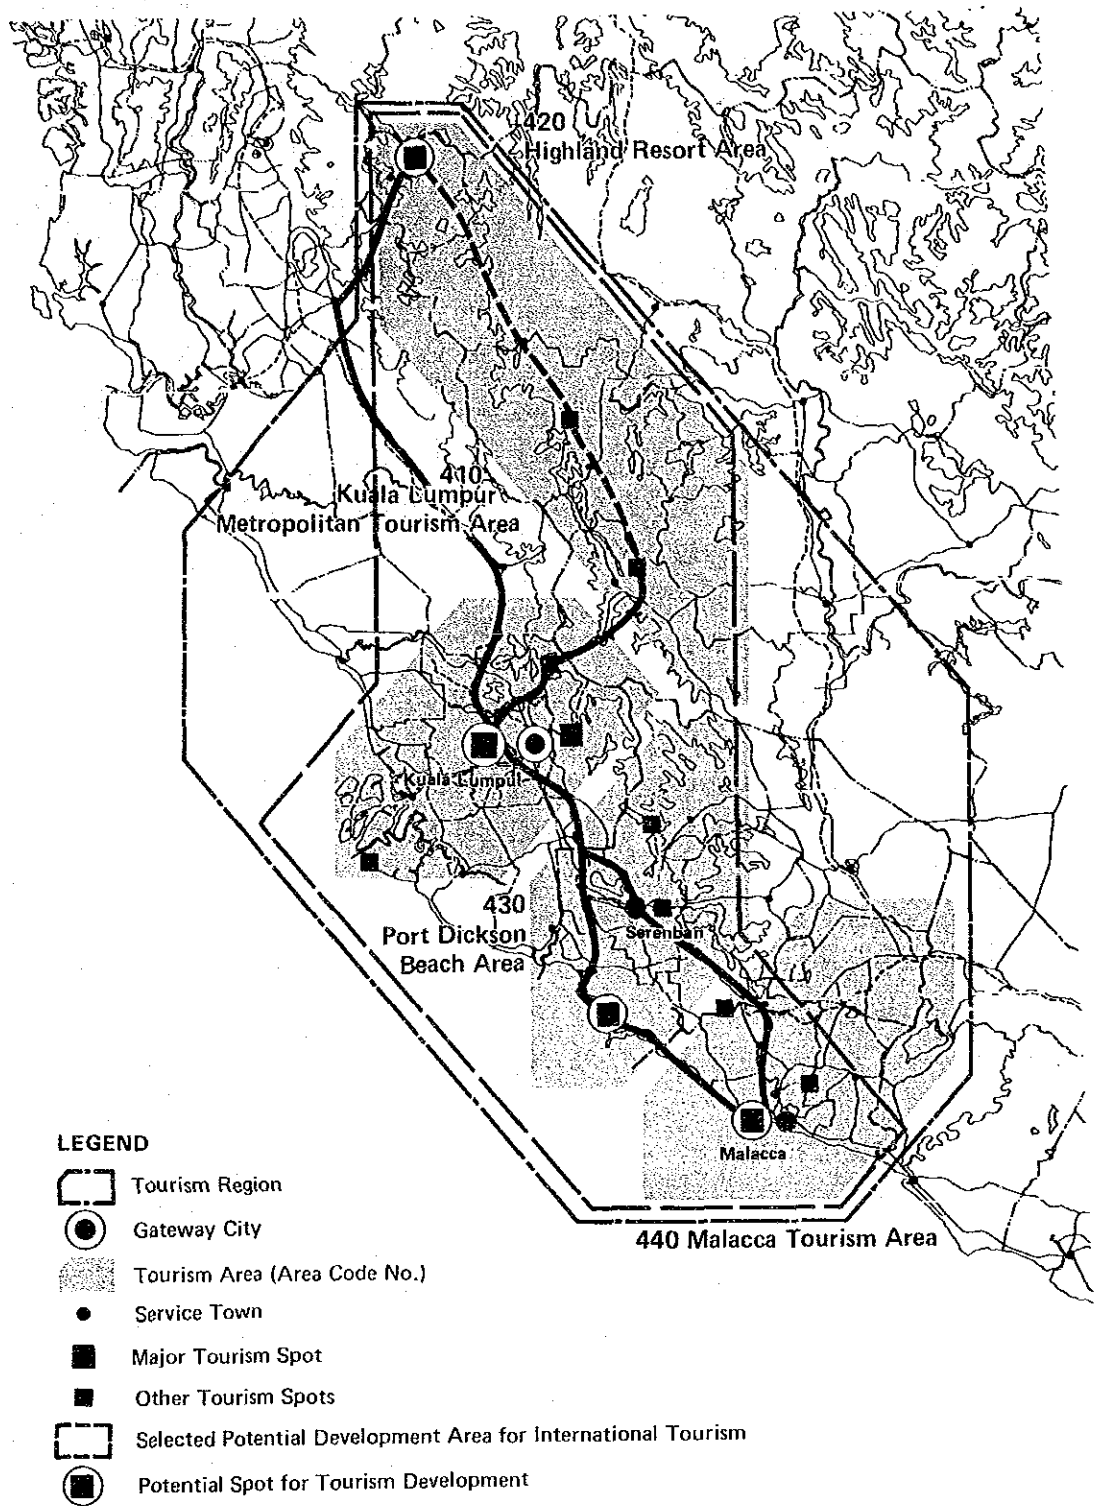 420
Highland Resort Area
410
Kuala Lumpur
Metropolitan Tourism Area
Kuala Lumpur
430
Port Dickson
Beach Area
Serenban
Malacca
440 Malacca Tourism Area
LEGEND
Tourism Region
Gateway City
Tourism Area (Area Code No.)
Service Town
Major Tourism Spot
Other Tourism Spots
Selected Potential Development Area for International Tourism
Potential Spot for Tourism Development